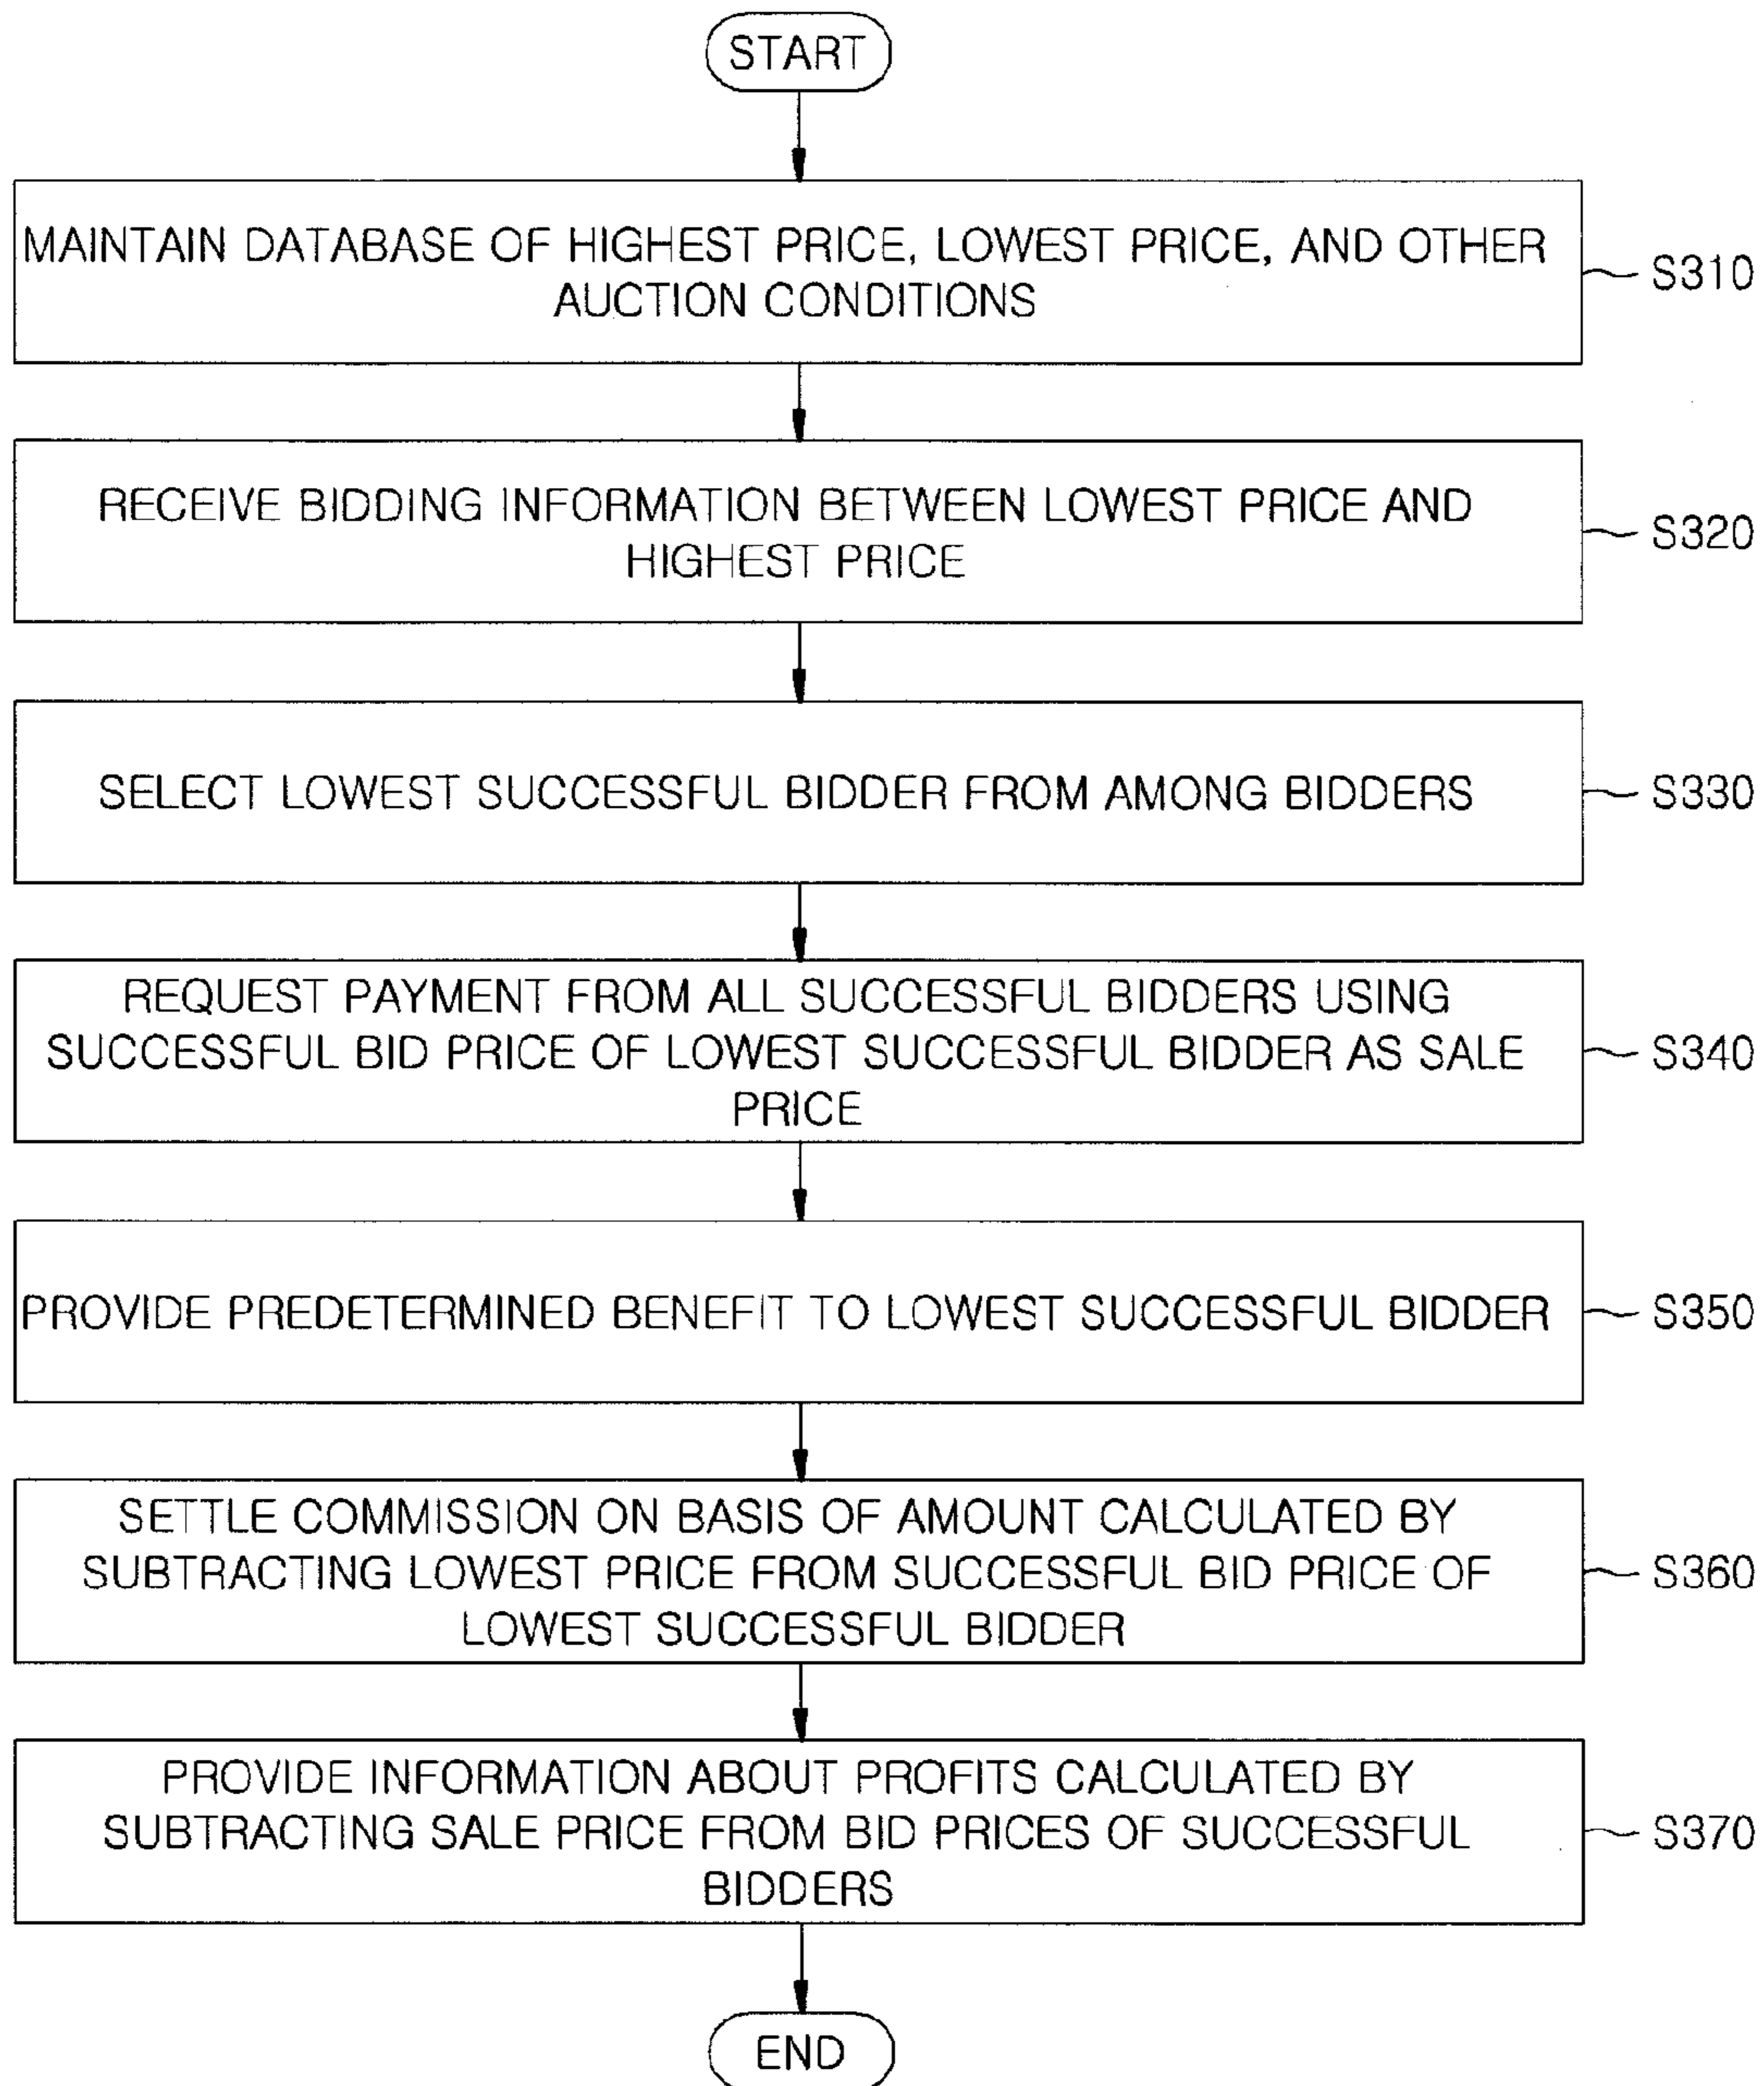 START
MAINTAIN DATABASE OF HIGHEST PRICE, LOWEST PRICE, AND OTHER
AUCTION CONDITIONS
S310
RECEIVE BIDDING INFORMATION BETWEEN LOWEST PRICE AND
HIGHEST PRICE
S320
SELECT LOWEST SUCCESSFUL BIDDER FROM AMONG BIDDERS
S330
REQUEST PAYMENT FROM ALL SUCCESSFUL BIDDERS USING
SUCCESSFUL BID PRICE OF LOWEST SUCCESSFUL BIDDER AS SALE
PRICE
S340
PROVIDE PREDETERMINED BENEFIT TO LOWEST SUCCESSFUL BIDDER
S350
SETTLE COMMISSION ON BASIS OF AMOUNT CALCULATED BY
SUBTRACTING LOWEST PRICE FROM SUCCESSFUL BID PRICE OF
LOWEST SUCCESSFUL BIDDER
S360
PROVIDE INFORMATION ABOUT PROFITS CALCULATED BY
SUBTRACTING SALE PRICE FROM BID PRICES OF SUCCESSFUL
BIDDERS
S370
END